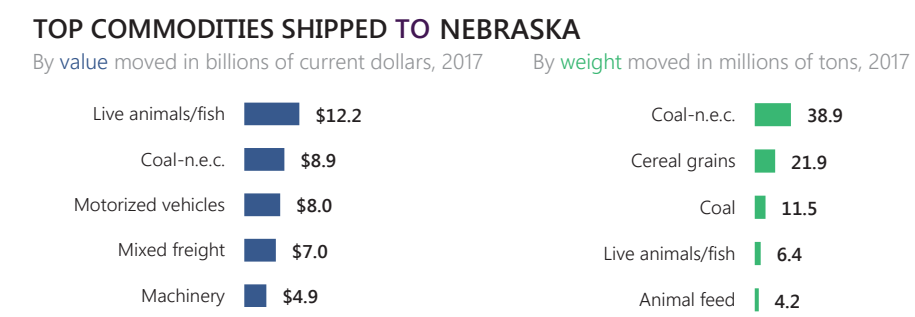 TOP COMMODITIES SHIPPED TO NEBRASKA
By value moved in billions of current dollars, 2017
Live animals/fish $12.2
Coal-n.e.c. $8.9
Motorized vehicles $8.0
Mixed freight $7.0
Machinery $4.9
By weight moved in millions of tons, 2017
Coal-n.e.c. 38.9
Cereal grains 21.9
Coal 11.5
Live animals/fish 6.4
Animal feed 4.2